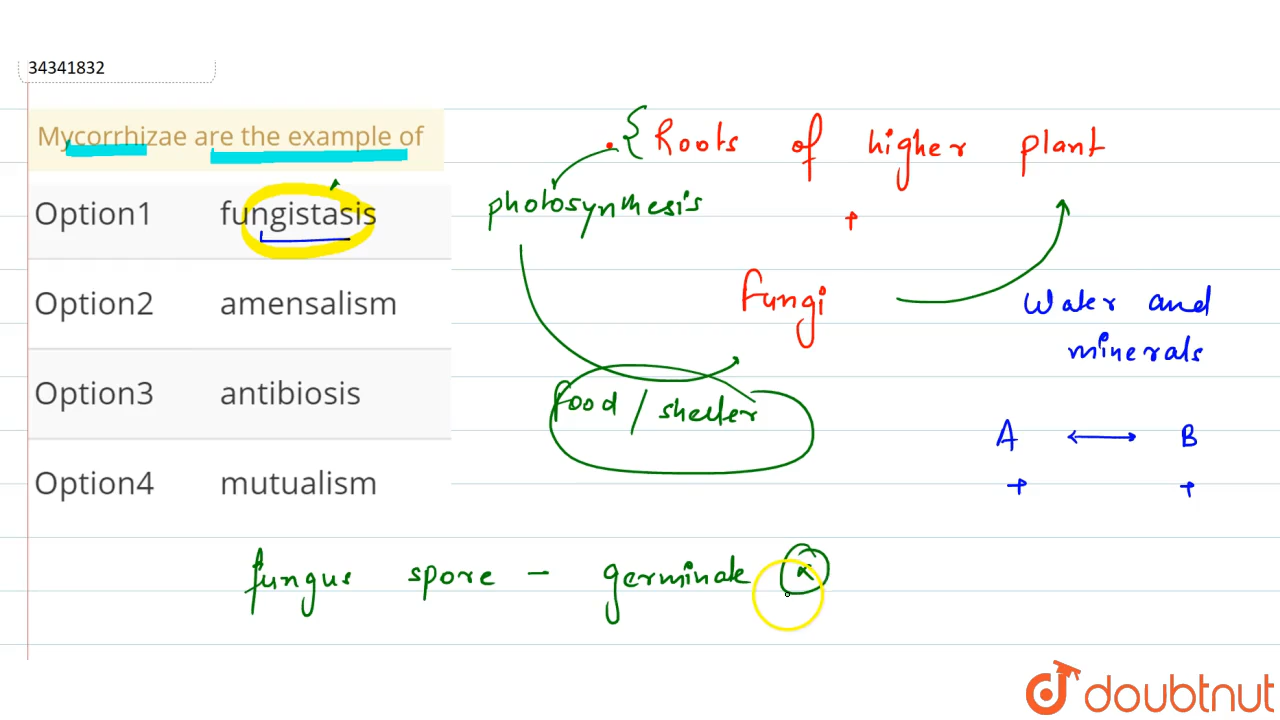 34341832
Mycorrhizae are the example of
Option1 fungistasis
Option2 amensalism
Option3 antibiosis
Option4 mutualism
Roots of higher plant
photosynthesis
+
fungi
Water and
minerals
food / shelter
A ↔ B
+ +
fungus spore - germinate x
doubtnut